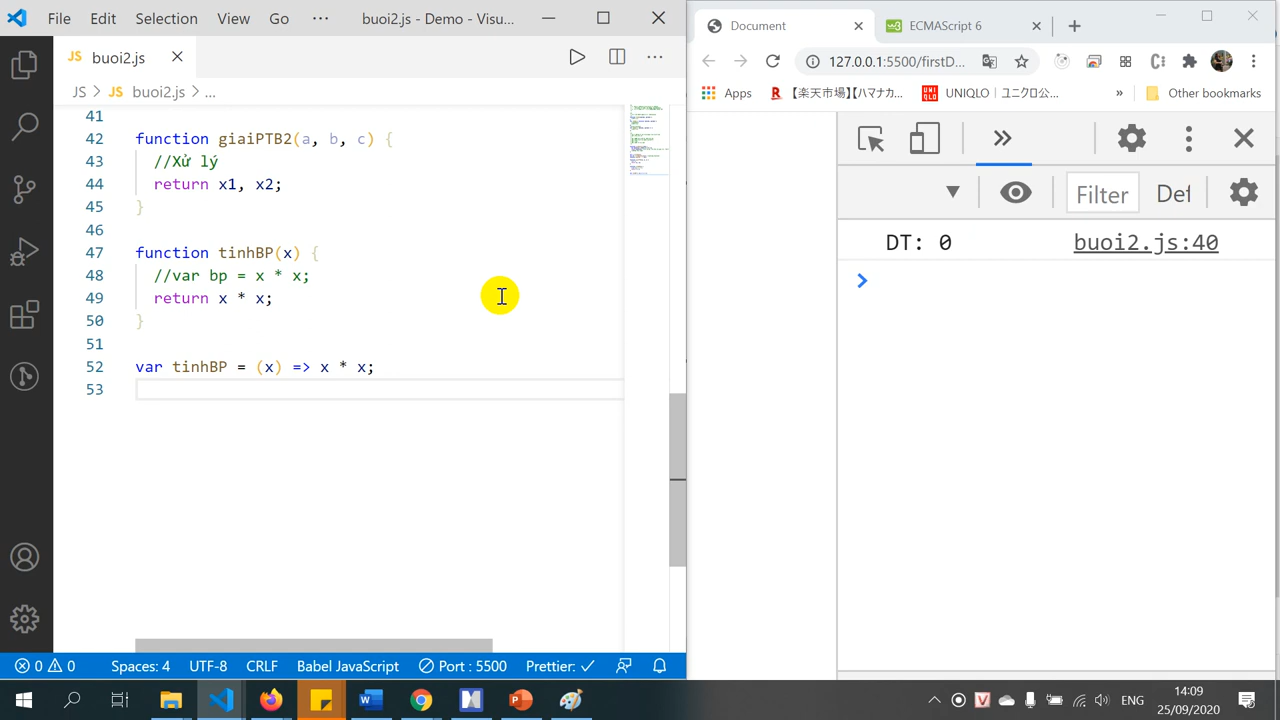 File Edit Selection View Go ··· buoi2.js - Demo - Visu...
JS buoi2.js
JS > JS buoi2.js > ...
41
42 function giaiPTB2(a, b, c) {
43 //Xử lý
44 return x1, x2;
45 }
46
47 function tinhBP(x) {
48 //var bp = x * x;
49 return x * x;
50 }
51
52 var tinhBP = (x) => x * x;
53
0 0 Spaces: 4 UTF-8 CRLF Babel JavaScript Port : 5500 Prettier: ✓
Document
ECMAScript 6
127.0.0.1:5500/firstD...
Apps 【楽天市場】【ハマナカ... UNIQLO | ユニクロ公... » Other bookmarks
Filter Def
DT: 0 buoi2.js:40
ENG 14:09
25/09/2020